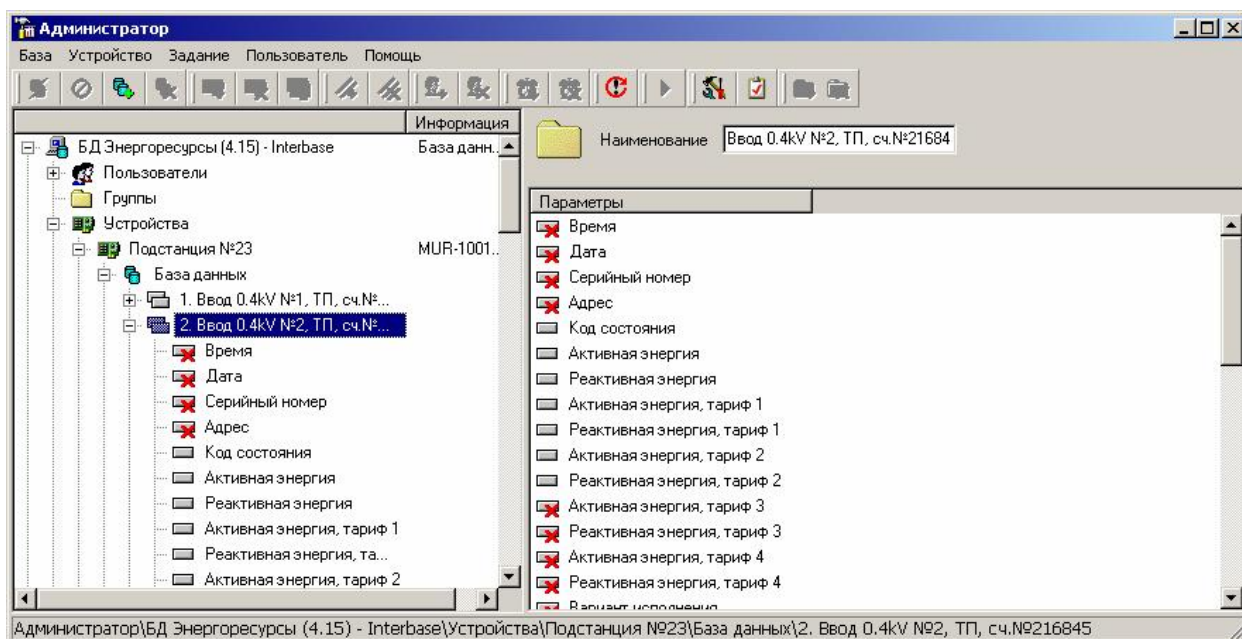 Администратор
База Устройство Задание Пользователь Помощь
Информация
БД Энергоресурсы (4.15) - Interbase База данн..
Пользователи
Группы
Устройства
Подстанция №23 MUR-1001..
База данных
1. Ввод 0.4kV №1, ТП, сч.№...
2. Ввод 0.4kV №2, ТП, сч.№...
Время
Дата
Серийный номер
Адрес
Код состояния
Активная энергия
Реактивная энергия
Активная энергия, тариф 1
Реактивная энергия, та...
Активная энергия, тариф 2
Наименование Ввод 0.4kV №2, ТП, сч.№21684
Параметры
Время
Дата
Серийный номер
Адрес
Код состояния
Активная энергия
Реактивная энергия
Активная энергия, тариф 1
Реактивная энергия, тариф 1
Активная энергия, тариф 2
Реактивная энергия, тариф 2
Активная энергия, тариф 3
Реактивная энергия, тариф 3
Активная энергия, тариф 4
Реактивная энергия, тариф 4
Вариант исполнения
Администратор\БД Энергоресурсы (4.15) - Interbase\Устройства\Подстанция №23\База данных\2. Ввод 0.4kV №2, ТП, сч.№216845